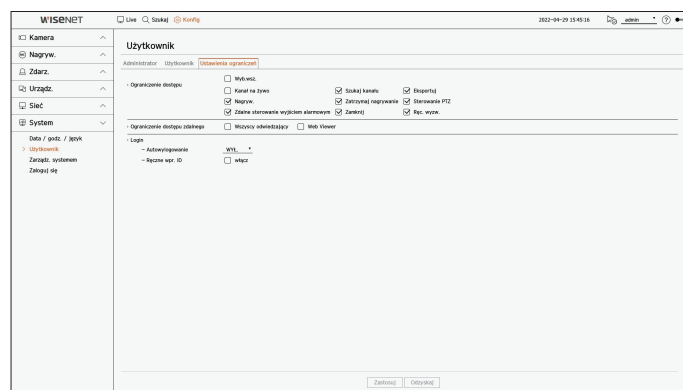 WISENET
Live Szukaj Konfig
2022-04-29 15:45:16 admin
Kamera
Nagryw.
Zdarz.
Urządz.
Sieć
System
Data / godz. / język
> Użytkownik
Zarządz. systemem
Zaloguj się
Użytkownik
Administrator Użytkownik Ustawienia ograniczeń
Wyb.wsz.
Ograniczenie dostępu
Kanał na żywo Szukaj kanału Eksportuj
Nagryw. Zatrzymaj nagrywanie Sterowanie PTZ
Zdalne sterowanie wyjściem alarmowym Zamknij Ręc. wyzw.
Ograniczenie dostępu zdalnego Wszyscy odwiedzający Web Viewer
Login
– Autowylogowanie WYŁ.
– Ręczne wpr. ID włącz
Zastosuj Odzyskaj